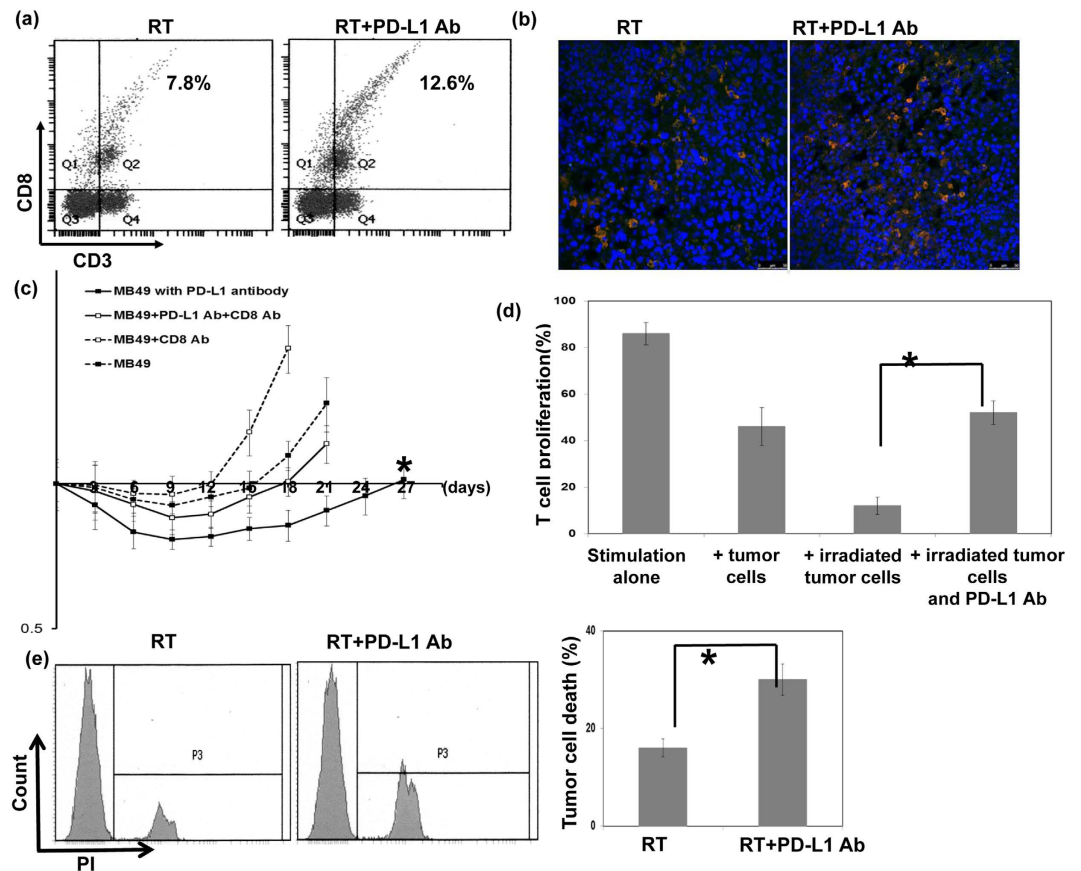 (a)
RT
RT+PD-L1 Ab
7.8%
12.6%
Q1
Q2
Q3
Q4
Q1
Q2
Q3
Q4
CD8
CD3
(b)
RT
RT+PD-L1 Ab
(c)
MB49 with PD-L1 antibody
MB49+PD-L1 Ab+CD8 Ab
MB49+CD8 Ab
MB49
6 9 12 15 18 21 24 27 (days)
0.5
(d)
T cell proliferation(%)
100
80
60
40
20
0
*
*
Stimulation alone
+ tumor cells
+ irradiated tumor cells
+ irradiated tumor cells and PD-L1 Ab
(e)
RT
RT+PD-L1 Ab
P3
P3
Count
PI
Tumor cell death (%)
40
20
0
*
RT
RT+PD-L1 Ab